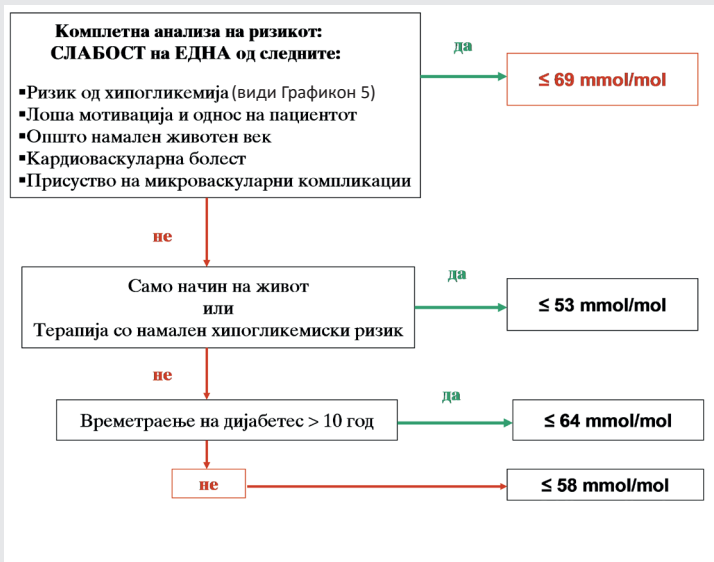 Комплетна анализа на ризикот:
СЛАБОСТ на ЕДНА од следните:
▪Ризик од хипогликемија (види Графикон 5)
▪Лоша мотивација и однос на пациентот
▪Општо намален животен век
▪Кардиоваскуларна болест
▪Присуство на микроваскуларни компликации
да
≤ 69 mmol/mol
не
Само начин на живот
или
Терапија со намален хипогликемиски ризик
да
≤ 53 mmol/mol
не
Времетраење на дијабетес > 10 год
да
≤ 64 mmol/mol
не
≤ 58 mmol/mol